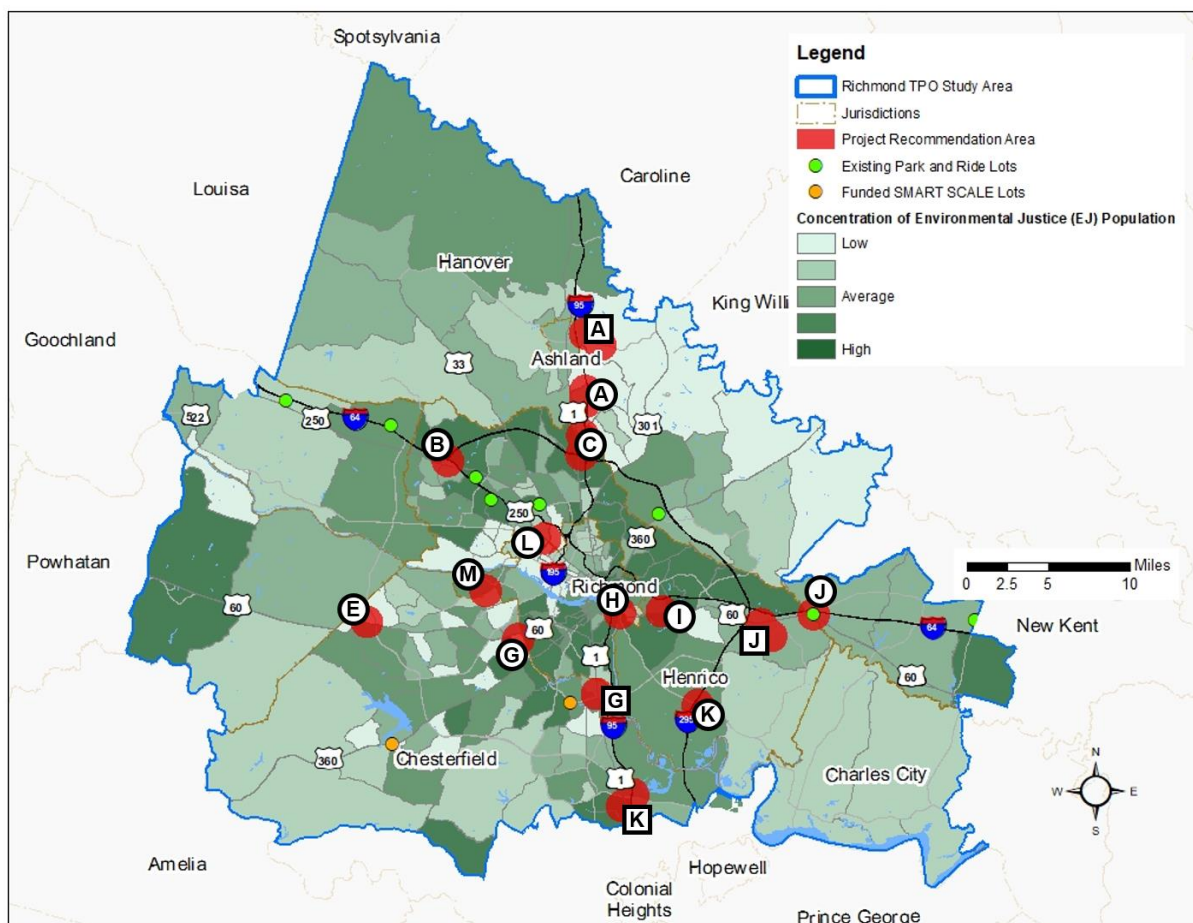 Spotsylvania
Legend
Richmond TPO Study Area
Jurisdictions
Project Recommendation Area
Existing Park and Ride Lots
Funded SMART SCALE Lots
Concentration of Environmental Justice (EJ) Population
Low
Average
High
Caroline
Louisa
Hanover
King Willi
95
A
Goochland
Ashland
33
A
522
250
64
1
301
B
C
250
360
L
Powhatan
Miles
0 2.5 5 10
M
195
Richmond
60
E
H
I
60
J
J
64
New Kent
G
60
1
Henrico
60
G
K
95
295
360
Chesterfield
1
Charles City
K
N
W E
S
Amelia
Hopewell
Colonial
Heights
Prince George